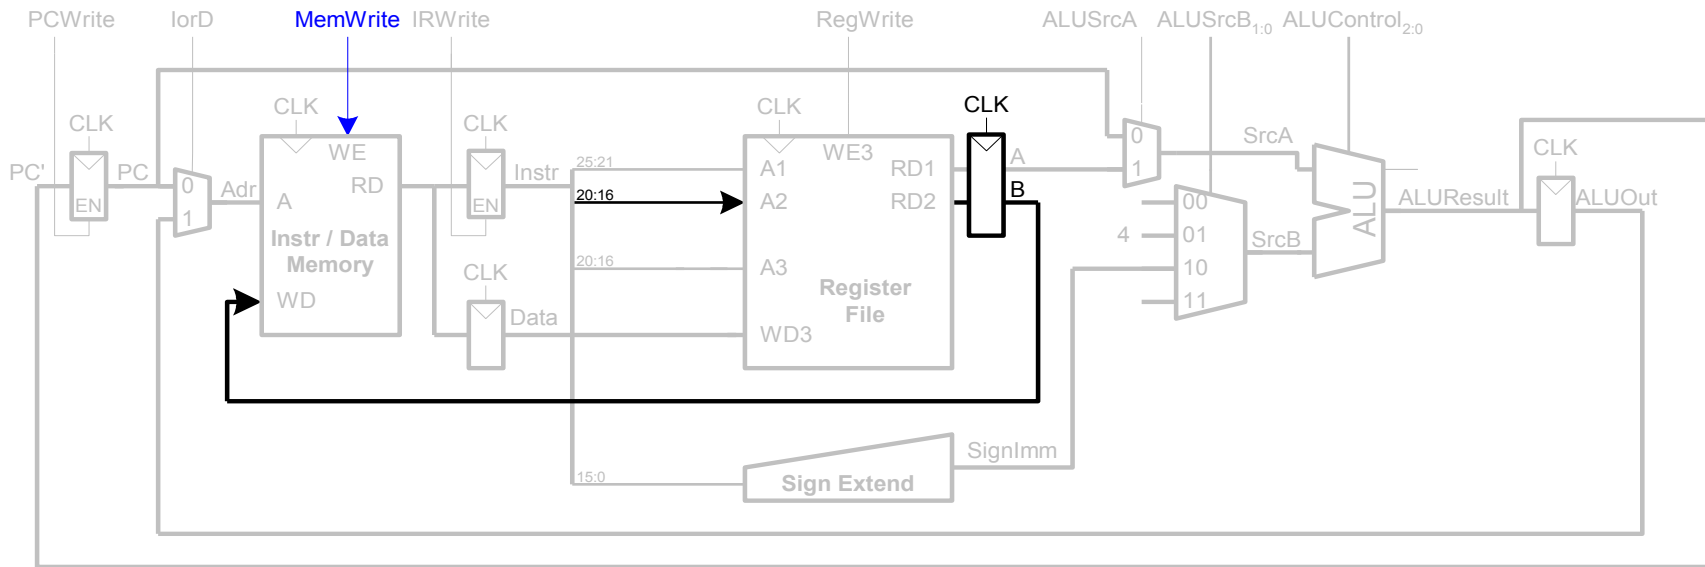 PCWrite IorD MemWrite IRWrite RegWrite ALUSrcA ALUSrcB1:0 ALUControl2:0
CLK CLK CLK CLK CLK
CLK SrcA CLK
0
WE WE3
PC' PC Instr 25:21 A1 RD1 A 1
0 Adr RD EN 20:16 A2 RD2 B 00 ALUResult ALUOut
EN A 4 01 SrcB ALU
1
Instr / Data
Memory
CLK 20:16 A3 10
WD Register 11
File
Data WD3
SignImm
15:0 Sign Extend